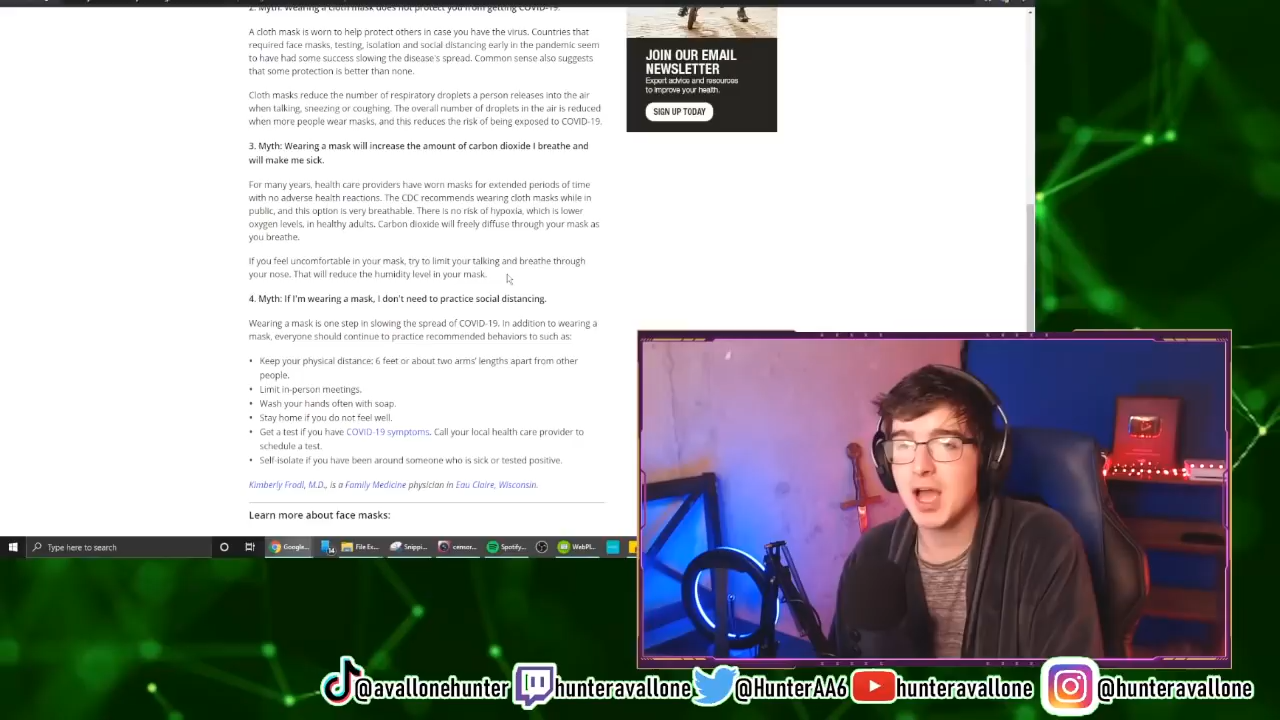 2. Myth: Wearing a cloth mask does not protect you from getting COVID-19.
A cloth mask is worn to help protect others in case you have the virus. Countries that
required face masks, testing, isolation and social distancing early in the pandemic seem
to have had some success slowing the disease's spread. Common sense also suggests
that some protection is better than none.
Cloth masks reduce the number of respiratory droplets a person releases into the air
when talking, sneezing or coughing. The overall number of droplets in the air is reduced
when more people wear masks, and this reduces the risk of being exposed to COVID-19.
3. Myth: Wearing a mask will increase the amount of carbon dioxide I breathe and
will make me sick.
For many years, health care providers have worn masks for extended periods of time
with no adverse health reactions. The CDC recommends wearing cloth masks while in
public, and this option is very breathable. There is no risk of hypoxia, which is lower
oxygen levels, in healthy adults. Carbon dioxide will freely diffuse through your mask as
you breathe.
If you feel uncomfortable in your mask, try to limit your talking and breathe through
your nose. That will reduce the humidity level in your mask.
4. Myth: If I'm wearing a mask, I don't need to practice social distancing.
Wearing a mask is one step in slowing the spread of COVID-19. In addition to wearing a
mask, everyone should continue to practice recommended behaviors to such as:
• Keep your physical distance: 6 feet or about two arms' lengths apart from other
people.
• Limit in-person meetings.
• Wash your hands often with soap.
• Stay home if you do not feel well.
• Get a test if you have COVID-19 symptoms. Call your local health care provider to
schedule a test.
• Self-isolate if you have been around someone who is sick or tested positive.
Kimberly Frodl, M.D., is a Family Medicine physician in Eau Claire, Wisconsin.
Learn more about face masks:
JOIN OUR EMAIL
NEWSLETTER
Expert advice and resources
to improve your health.
SIGN UP TODAY
Type here to search
Google...
File Ex...
Snippi...
censor...
Spotify...
WebPl...
@avallonehunter
hunteravallone
@HunterAA6
hunteravallone
@hunteravallone